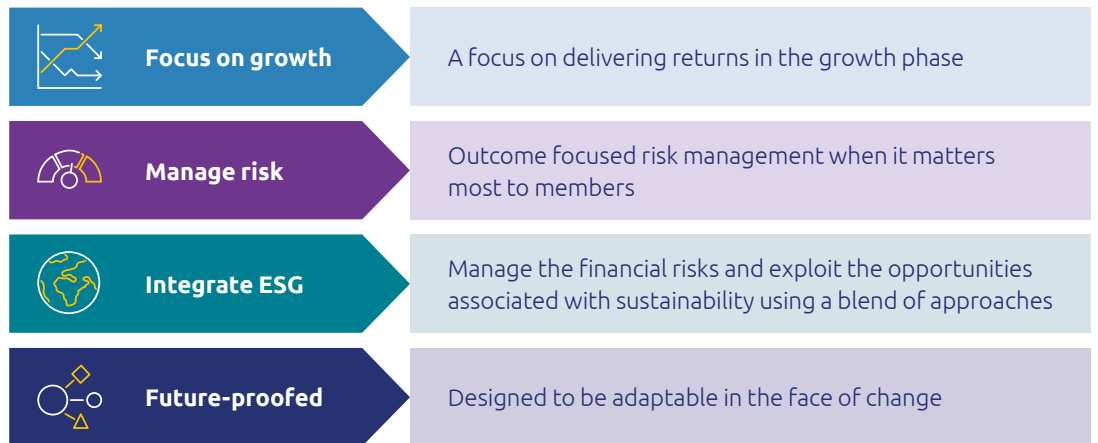 Focus on growth
A focus on delivering returns in the growth phase
Manage risk
Outcome focused risk management when it matters
most to members
Integrate ESG
Manage the financial risks and exploit the opportunities
associated with sustainability using a blend of approaches
Future-proofed
Designed to be adaptable in the face of change